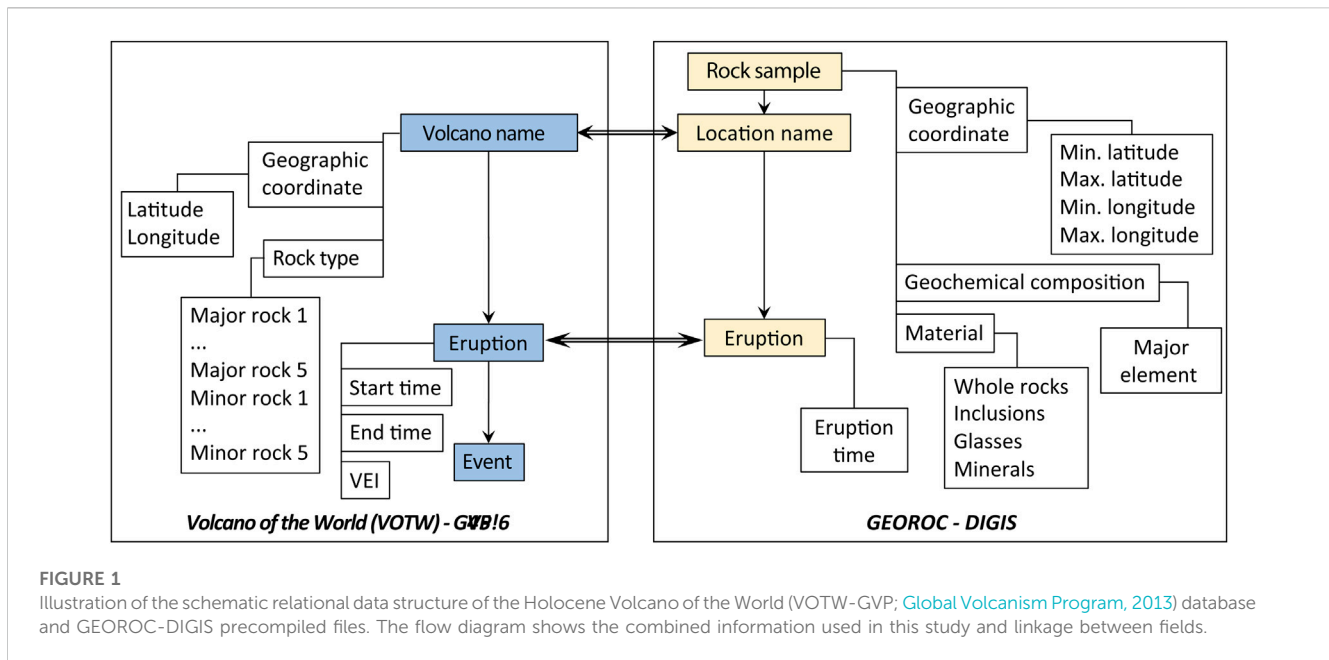 Volcano name
Geographic
coordinate
Latitude
Longitude
Rock type
Major rock 1
...
Major rock 5
Minor rock 1
...
Minor rock 5
Eruption
Start time
End time
VEI
Event
Volcano of the World (VOTW) -
Rock sample
Location name
Geographic
coordinate
Min. latitude
Max. latitude
Min. longitude
Max. longitude
Geochemical composition
Major
element
Material
Whole rocks
Inclusions
Glasses
Minerals
Eruption
Eruption
time
GEOROC - DIGIS
FIGURE 1
Illustration of the schematic relational data structure of the Holocene Volcano of the World (VOTW-GVP; Global Volcanism Program, 2013) database
and GEOROC-DIGIS precompiled files. The flow diagram shows the combined information used in this study and linkage between fields.